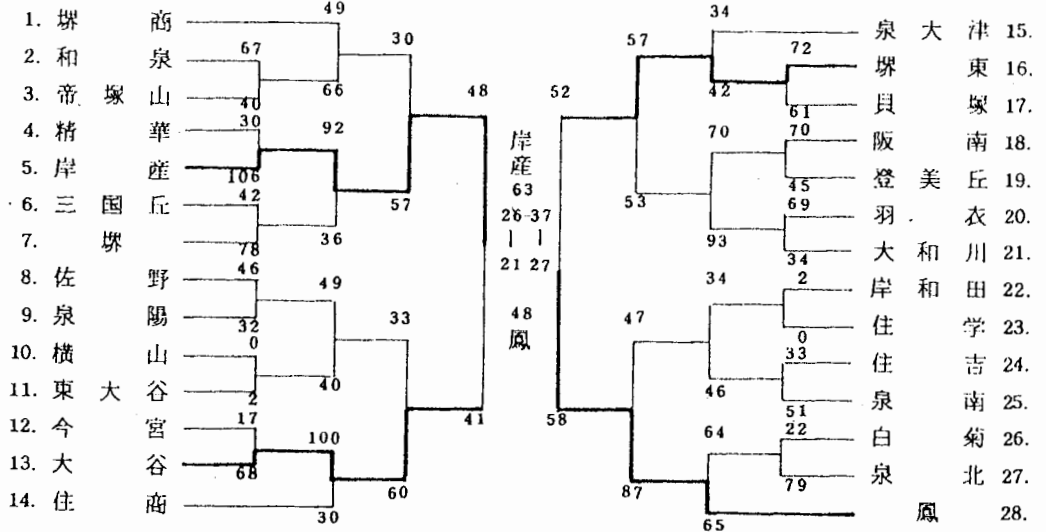 1. 堺商
2. 和泉
3. 帝塚山
4. 精華
5. 岸産
6. 三国丘
7. 堺
8. 佐野
9. 泉陽
10. 横山
11. 東大谷
12. 今宮
13. 大谷
14. 住商
49
67
40
66
30
30
106
92
42
78
36
57
48
46
32
49
0
2
40
33
17
68
100
30
60
41
岸産
63
26-37
21 27
48
鳳
52
58
57
34
72
42
61
70
70
45
53
69
93
34
47
34
2
0
33
46
51
64
22
79
87
65
泉大津 15.
堺東 16.
貝塚 17.
阪南 18.
登美丘 19.
羽衣 20.
大和川 21.
岸和田 22.
住学 23.
住吉 24.
泉南 25.
白菊 26.
泉北 27.
鳳 28.